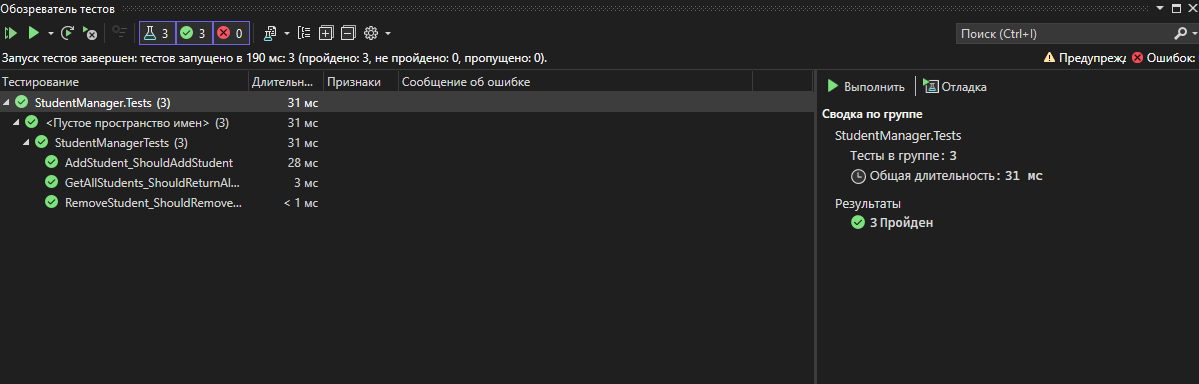 Обозреватель тестов
3 3 0
Поиск (Ctrl+I)
Запуск тестов завершен: тестов запущено в 190 мс: 3 (пройдено: 3, не пройдено: 0, пропущено: 0).
Предупрежд Ошибок:
Тестирование Длительн... Признаки Сообщение об ошибке
StudentManager.Tests (3) 31 мс
<Пустое пространство имен> (3) 31 мс
StudentManagerTests (3) 31 мс
AddStudent_ShouldAddStudent 28 мс
GetAllStudents_ShouldReturnAl... 3 мс
RemoveStudent_ShouldRemove... < 1 мс
Выполнить Отладка
Сводка по группе
StudentManager.Tests
Тесты в группе: 3
Общая длительность: 31 мс
Результаты
3 Пройден